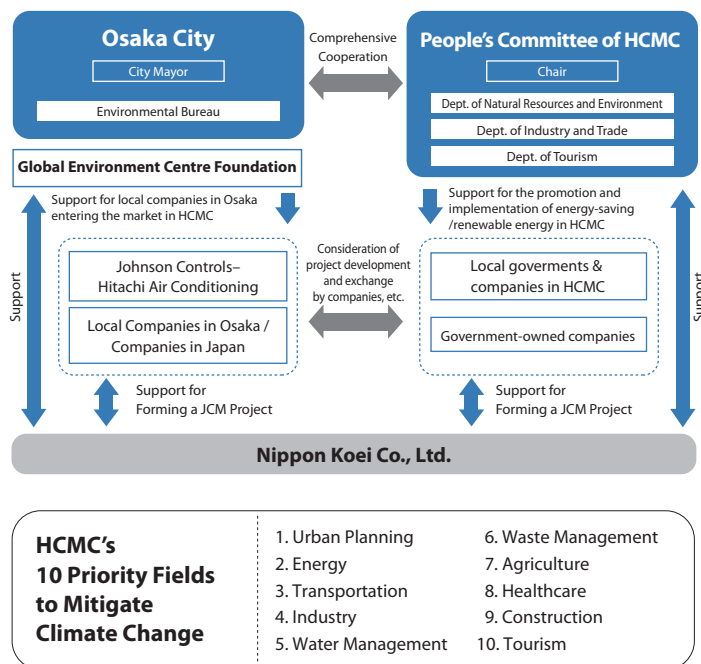 Osaka City
City Mayor
Environmental Bureau
Global Environment Centre Foundation
Comprehensive
Cooperation
People's Committee of HCMC
Chair
Dept. of Natural Resources and Environment
Dept. of Industry and Trade
Dept. of Tourism
Support for local companies in Osaka
entering the market in HCMC
Support for the promotion and
implementation of energy-saving
/renewable energy in HCMC
Support
Johnson Controls–
Hitachi Air Conditioning
Local Companies in Osaka /
Companies in Japan
Consideration of
project development
and exchange
by companies, etc.
Local goverments &
companies in HCMC
Government-owned companies
Support
Support for
Forming a JCM Project
Support for
Forming a JCM Project
Nippon Koei Co., Ltd.
HCMC's
10 Priority Fields
to Mitigate
Climate Change
1. Urban Planning
2. Energy
3. Transportation
4. Industry
5. Water Management
6. Waste Management
7. Agriculture
8. Healthcare
9. Construction
10. Tourism